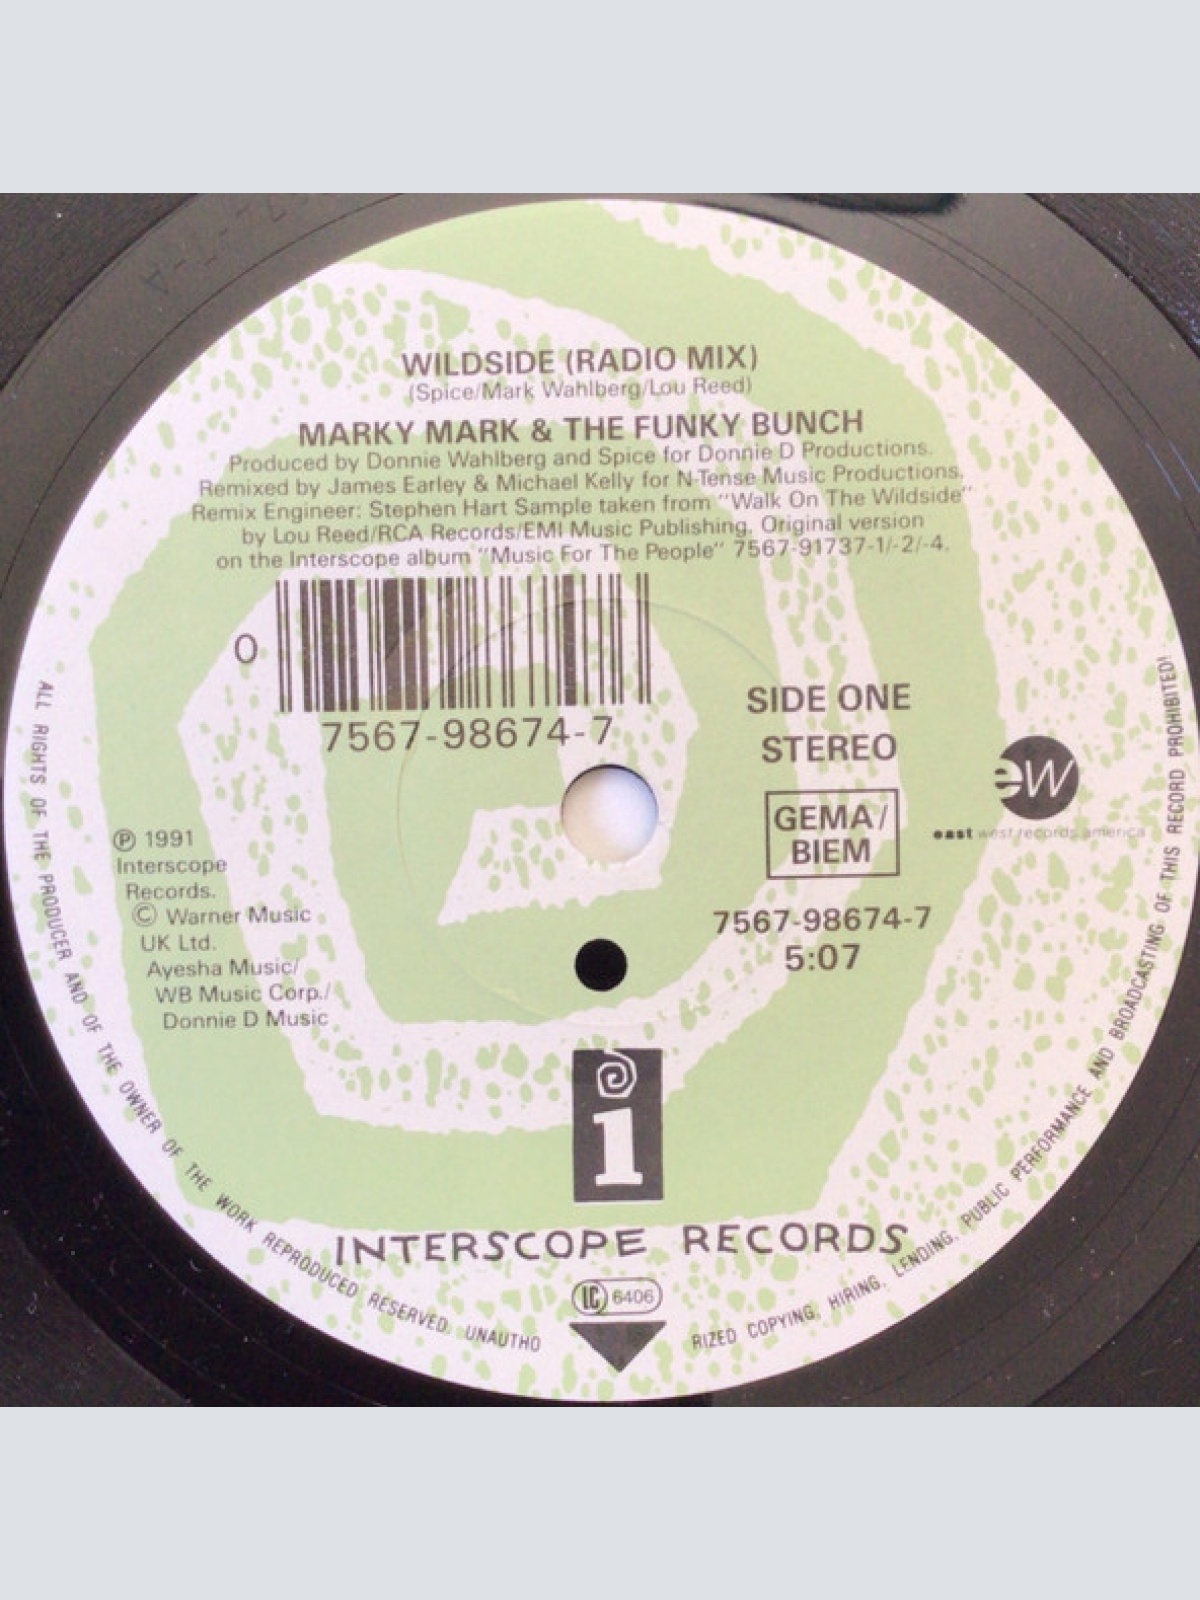 WILDSIDE (RADIO MIX)
(Spice/Mark Wahlberg/Lou Reed)
MARKY MARK & THE FUNKY BUNCH
Produced by Donnie Wahlberg and Spice for Donnie D Productions.
Remixed by James Earley & Michael Kelly for N-Tense Music Productions.
Remix Engineer: Stephen Hart Sample taken from "Walk On The Wildside"
by Lou Reed/RCA Records/EMI Music Publishing. Original version
on the Interscope album "Music For The People" 7567-91737-1/-2/-4.
0
7567-98674-7
SIDE ONE
STEREO
GEMA/
BIEM
7567-98674-7
5:07
ew
east west records america
℗ 1991
Interscope
Records.
© Warner Music
UK Ltd.
Ayesha Music/
WB Music Corp./
Donnie D Music
i
INTERSCOPE RECORDS
LC 6406
ALL RIGHTS OF THE PRODUCER AND OF THE OWNER OF THE WORK REPRODUCED RESERVED. UNAUTHO
RIZED COPYING, HIRING, LENDING, PUBLIC PERFORMANCE AND BROADCASTING OF THIS RECORD PROHIBITED!